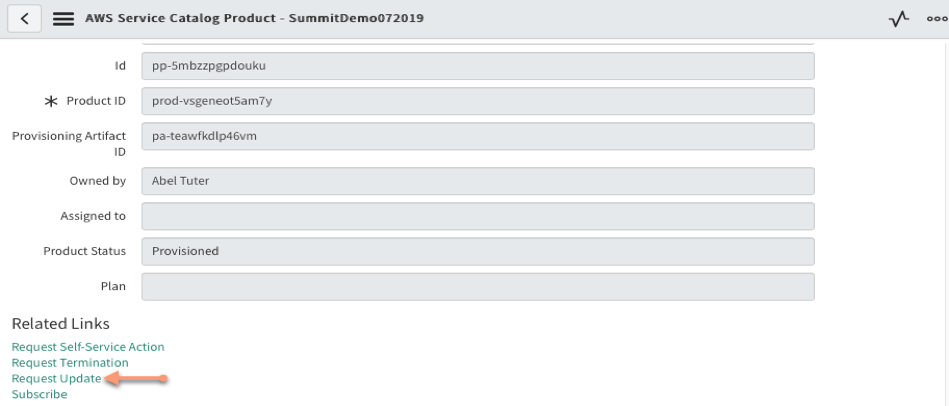 AWS Service Catalog Product - SummitDemo072019
Id pp-5mbzzpgpdouku
Product ID prod-vsgeneot5am7y
Provisioning Artifact ID pa-teawfkdlp46vm
Owned by Abel Tuter
Assigned to
Product Status Provisioned
Plan
Related Links
Request Self-Service Action
Request Termination
Request Update
Subscribe